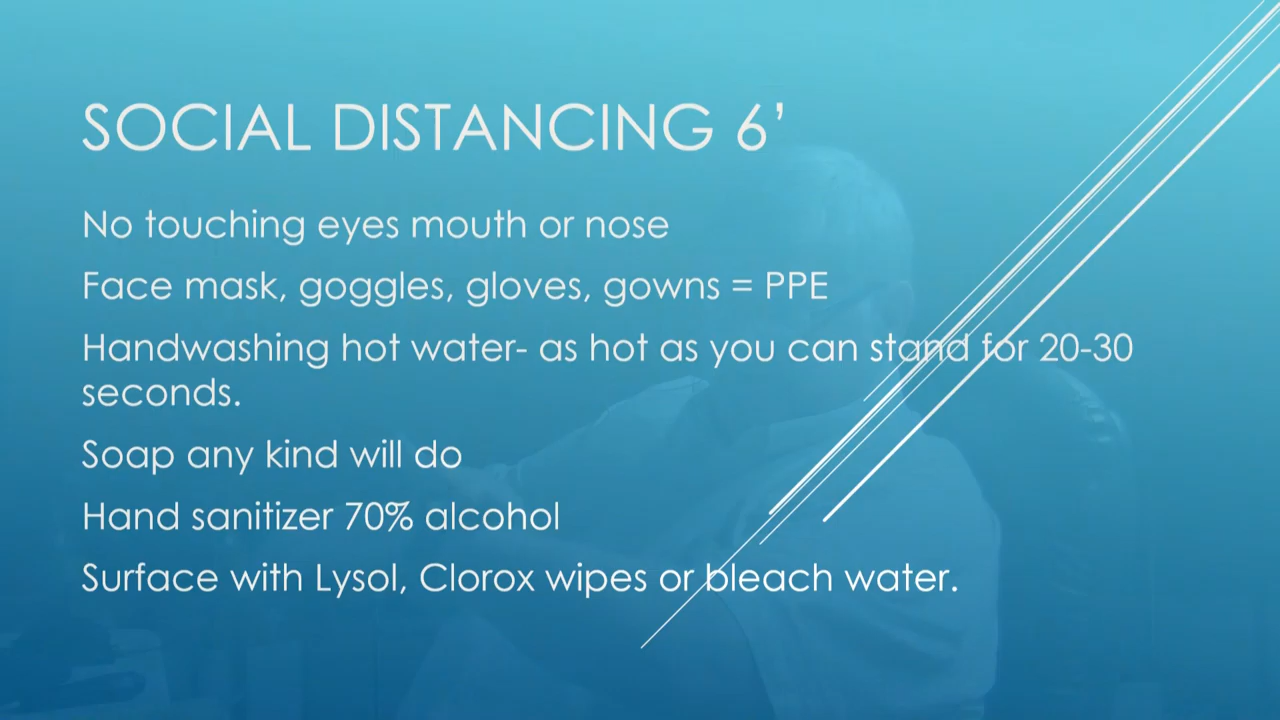 SOCIAL DISTANCING 6’
No touching eyes mouth or nose
Face mask, goggles, gloves, gowns = PPE
Handwashing hot water- as hot as you can stand for 20-30
seconds.
Soap any kind will do
Hand sanitizer 70% alcohol
Surface with Lysol, Clorox wipes or bleach water.